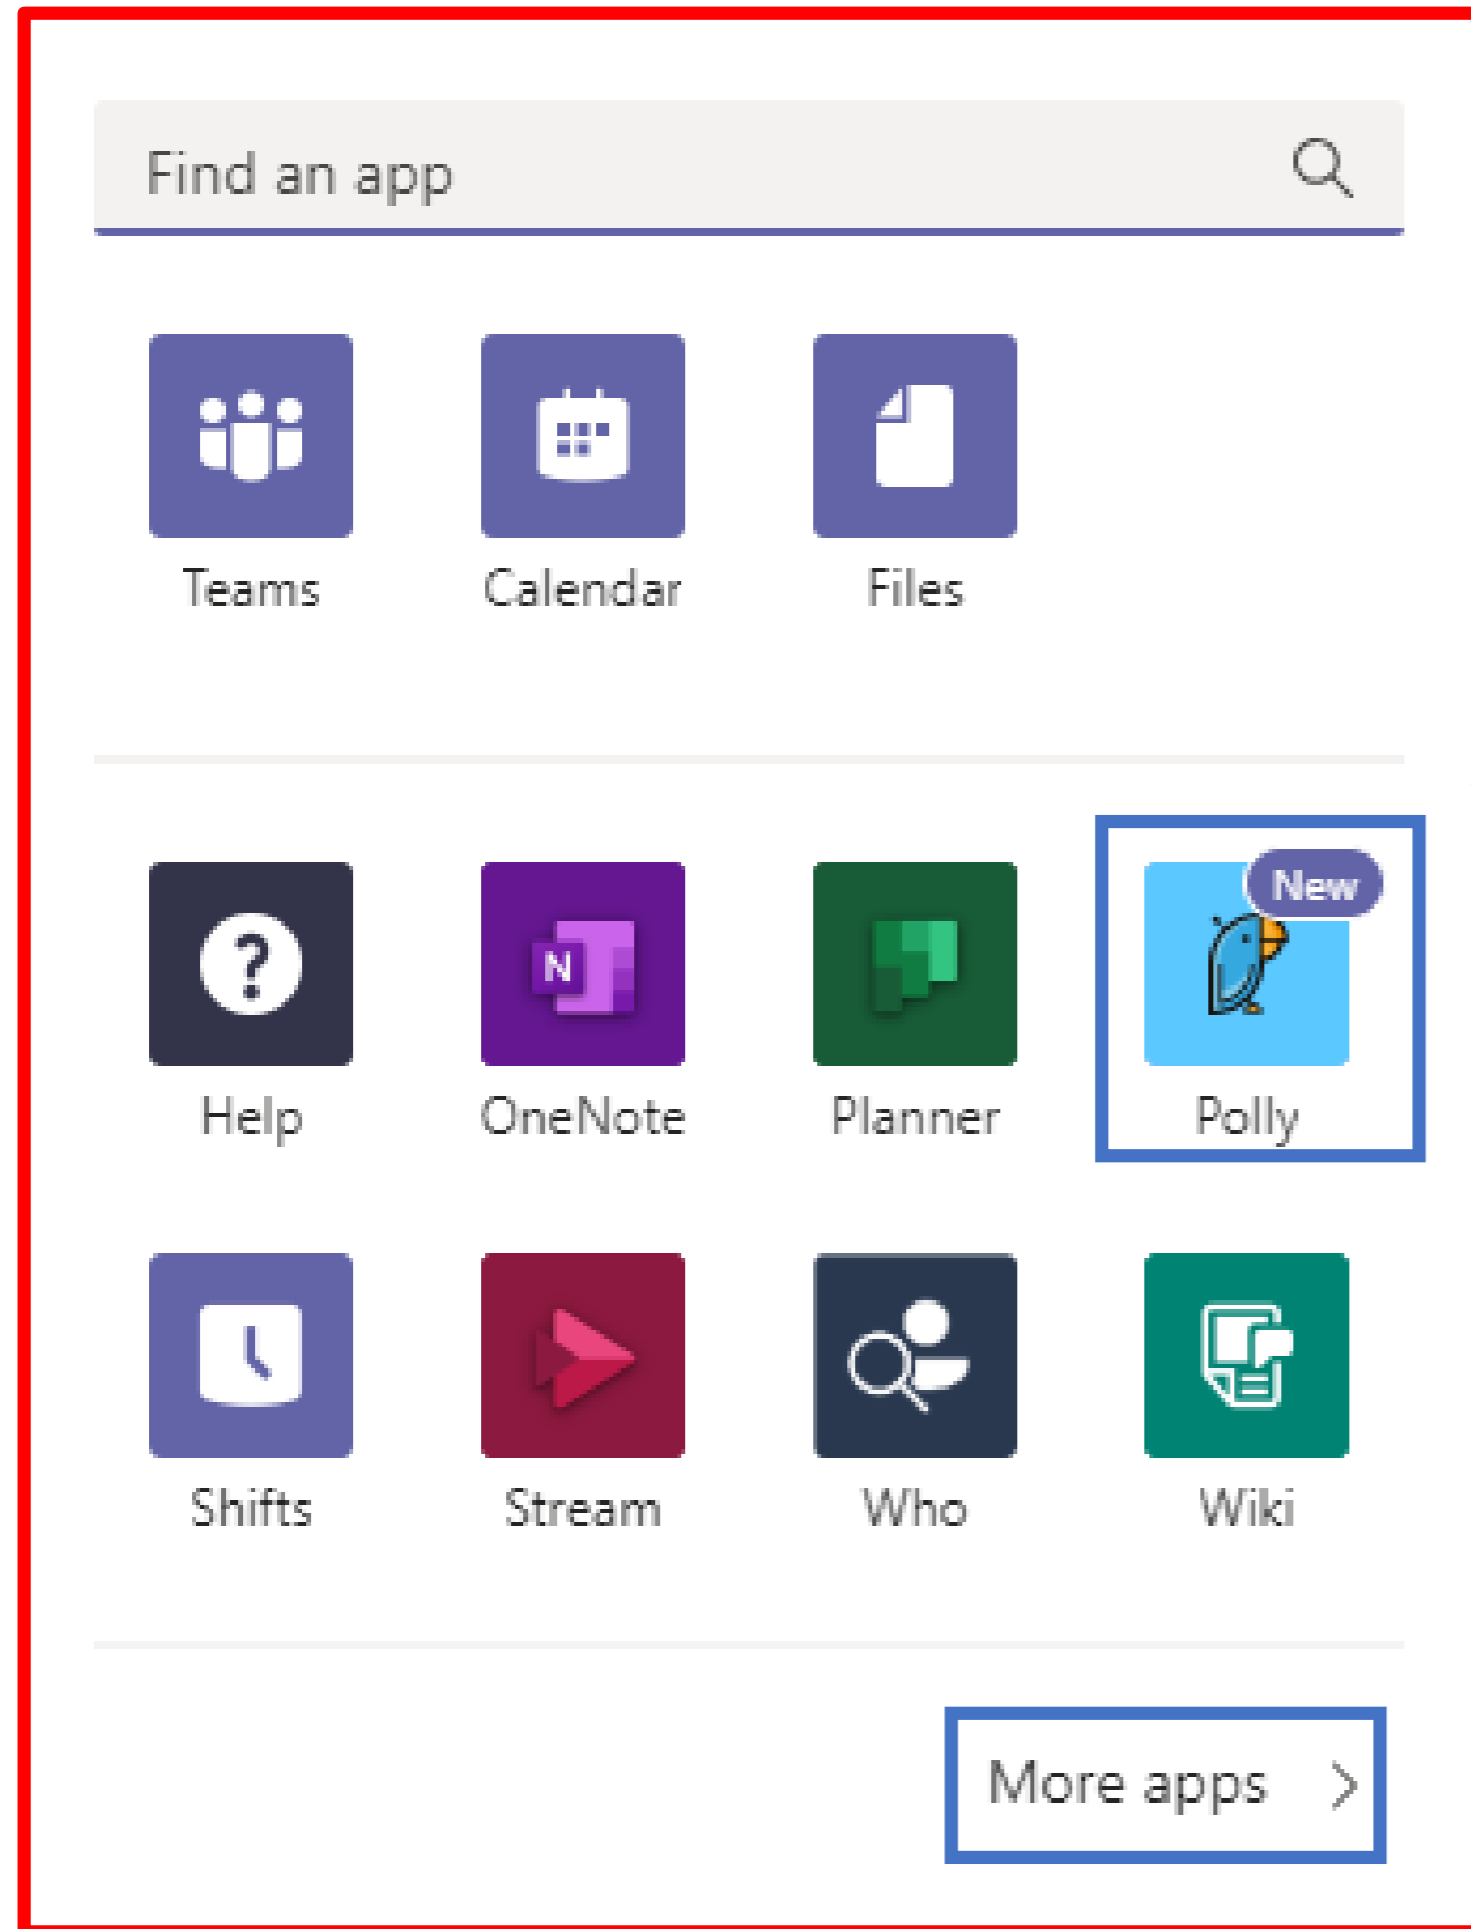 Find an app
Teams Calendar Files
New
?
N
Help OneNote Planner Polly
Shifts Stream Who Wiki
More apps >